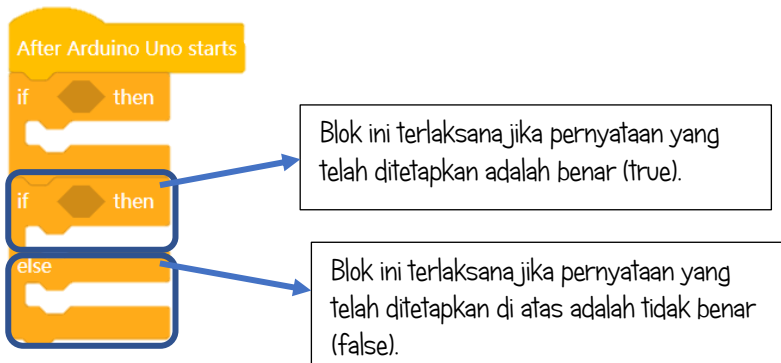 After Arduino Uno starts
if then
Blok ini terlaksana jika pernyataan yang
telah ditetapkan adalah benar (true).
if then
else
Blok ini terlaksana jika pernyataan yang
telah ditetapkan di atas adalah tidak benar
(false).